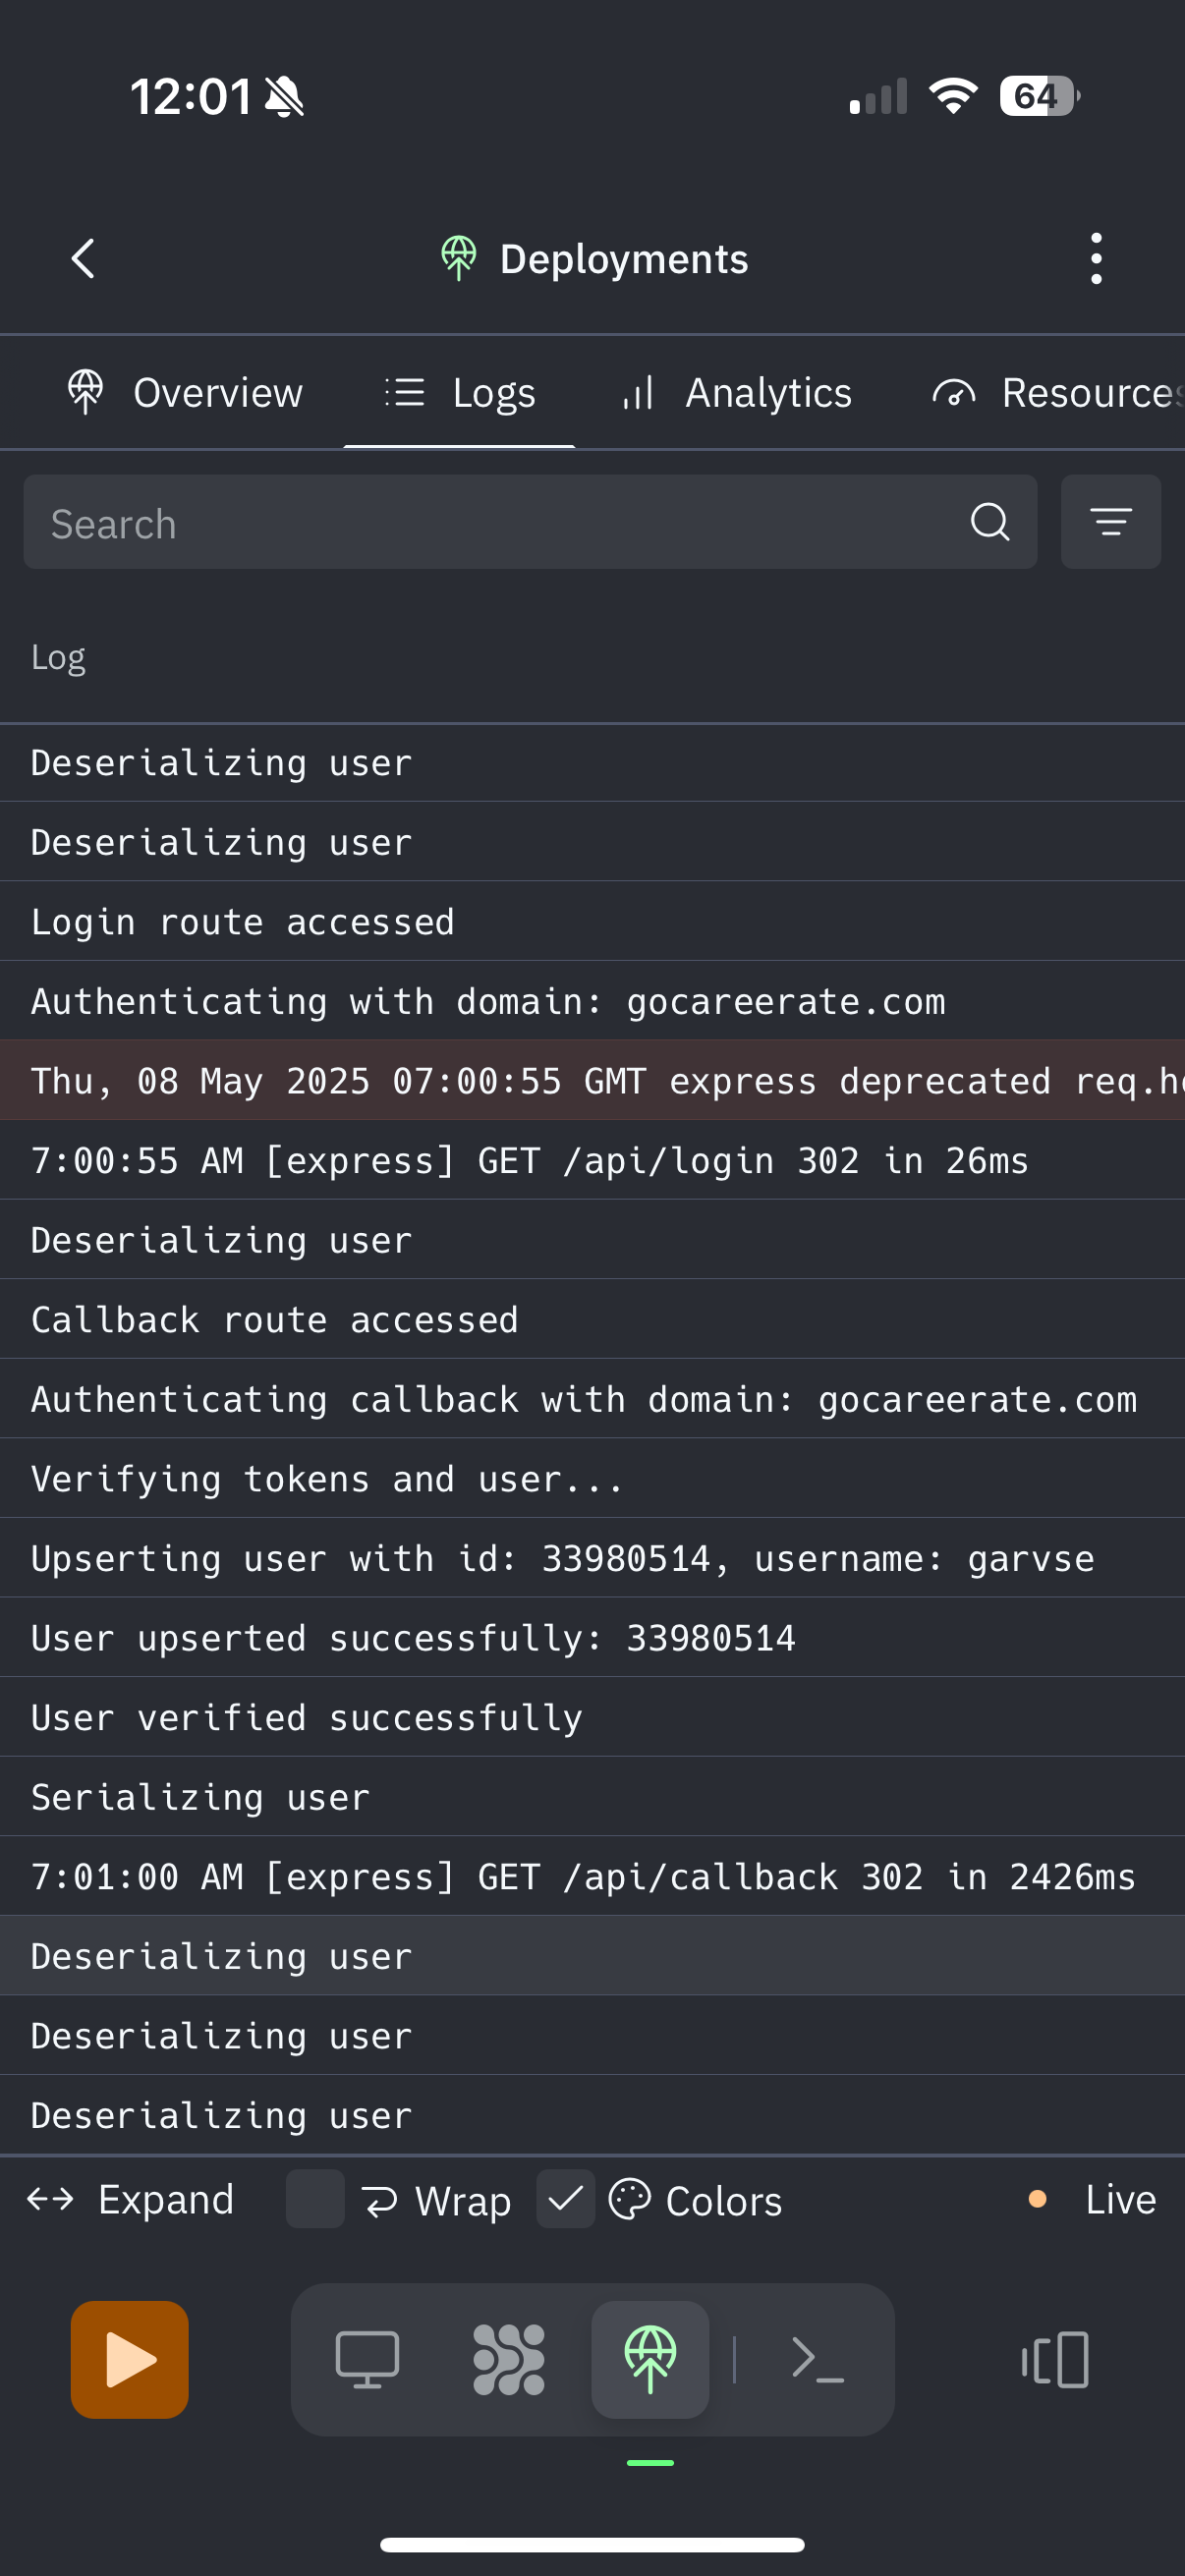 12:01
64
Deployments
Overview
Logs
Analytics
Resources
Search
Log
Deserializing user
Deserializing user
Login route accessed
Authenticating with domain: gocareerate.com
Thu, 08 May 2025 07:00:55 GMT express deprecated req.h
7:00:55 AM [express] GET /api/login 302 in 26ms
Deserializing user
Callback route accessed
Authenticating callback with domain: gocareerate.com
Verifying tokens and user...
Upserting user with id: 33980514, username: garvse
User upserted successfully: 33980514
User verified successfully
Serializing user
7:01:00 AM [express] GET /api/callback 302 in 2426ms
Deserializing user
Deserializing user
Deserializing user
Expand
Wrap
Colors
Live